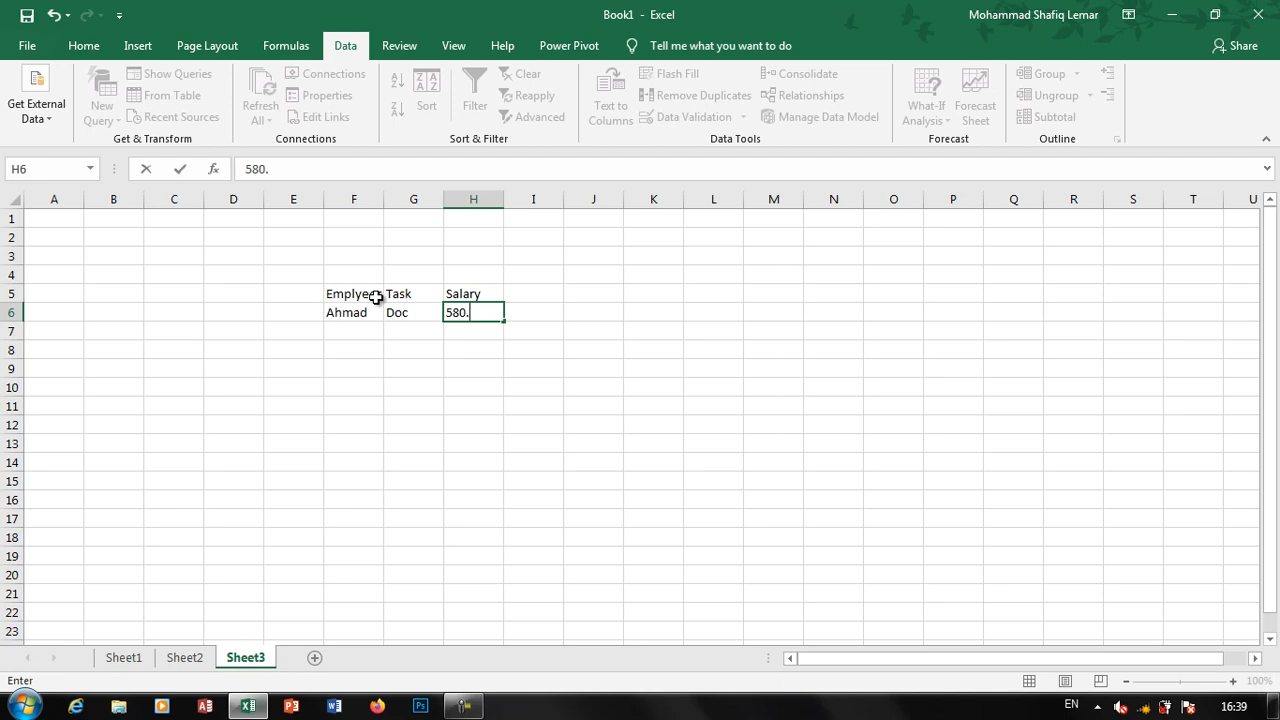 Book1 - Excel
Mohammad Shafiq Lemar
File Home Insert Page Layout Formulas Data Review View Help Power Pivot Tell me what you want to do Share
Get External Data
New Query
Show Queries
From Table
Recent Sources
Get & Transform
Refresh All
Connections
Properties
Edit Links
Connections
Sort
Filter
Clear
Reapply
Advanced
Sort & Filter
Text to Columns
Flash Fill
Remove Duplicates
Data Validation
Consolidate
Relationships
Manage Data Model
Data Tools
What-If Analysis
Forecast Sheet
Forecast
Group
Ungroup
Subtotal
Outline
H6 fx 580.
A B C D E F G H I J K L M N O P Q R S T U
1
2
3
4
5 Emplye Task Salary
6 Ahmad Doc 580.
7
8
9
10
11
12
13
14
15
16
17
18
19
20
21
22
23
Sheet1 Sheet2 Sheet3
Enter 100%
EN 16:39